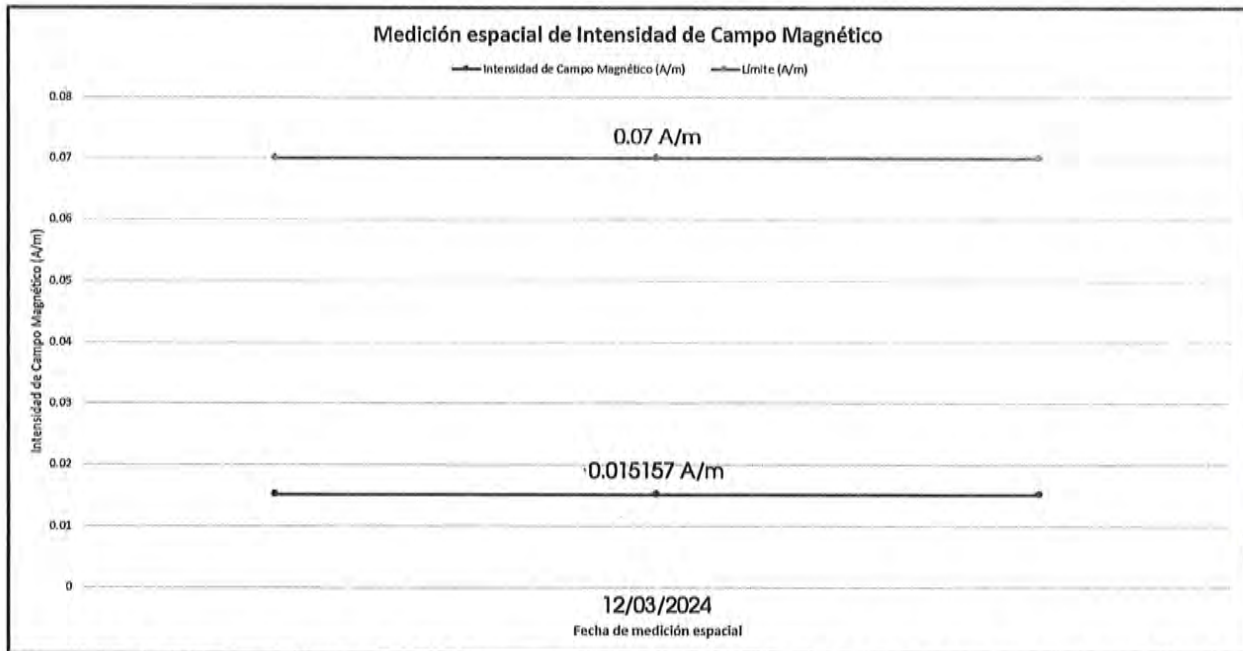 Medición espacial de Intensidad de Campo Magnético
Intensidad de Campo Magnético (A/m) Límite (A/m)
0.08
0.07 A/m
0.07
0.06
0.05
Intensidad de Campo Magnético (A/m)
0.04
0.03
0.02
0.015157 A/m
0.01
0
12/03/2024
Fecha de medición espacial